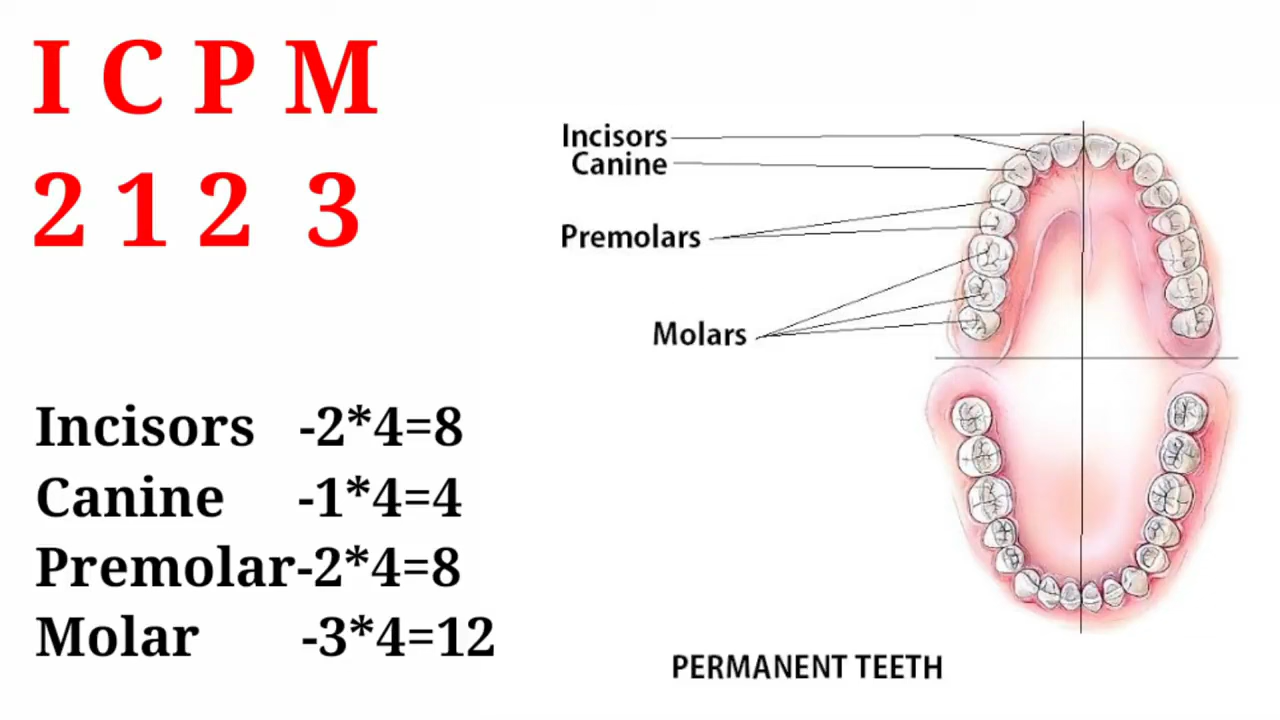 I C P M
2 1 2 3
Incisors -2*4=8
Canine -1*4=4
Premolar-2*4=8
Molar -3*4=12
Incisors
Canine
Premolars
Molars
PERMANENT TEETH